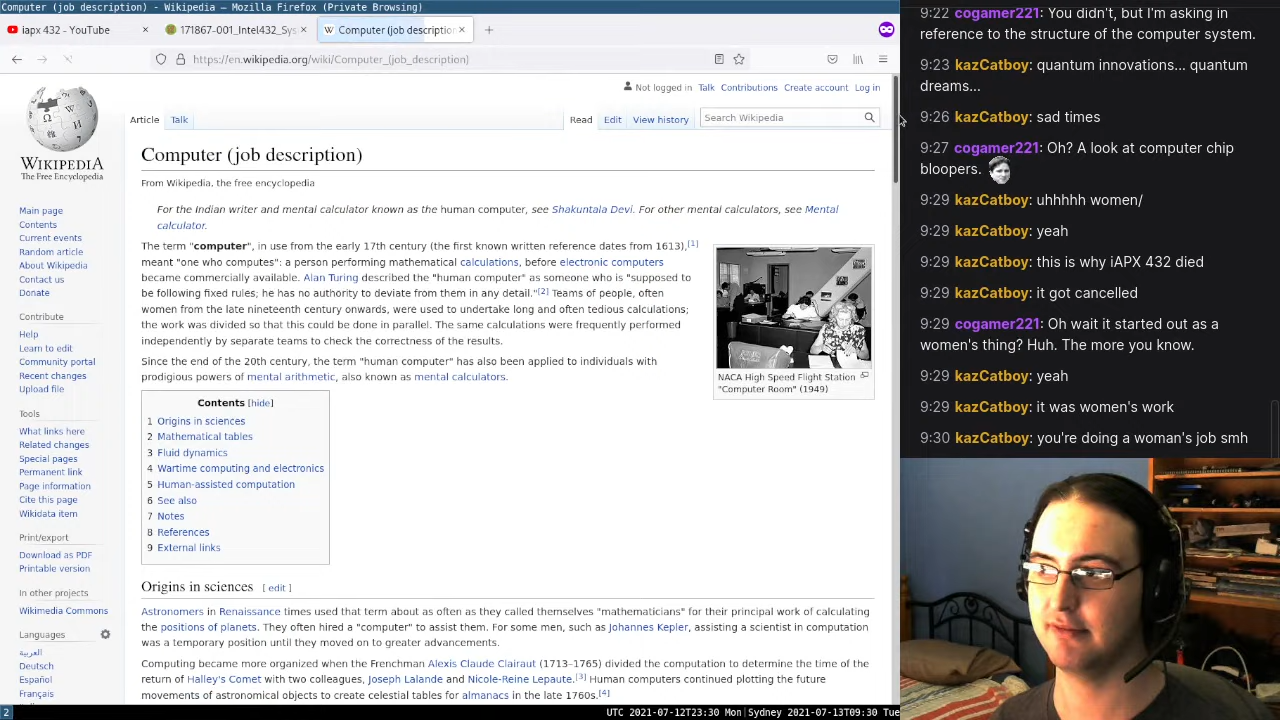 Computer (job description) - Wikipedia — Mozilla Firefox (Private Browsing)
iapx 432 - YouTube
171867-001_Intel432_Sys
Computer (job description
https://en.wikipedia.org/wiki/Computer_(job_description)
Not logged in Talk Contributions Create account Log in
Article Talk Read Edit View history Search Wikipedia
WIKIPEDIA
The Free Encyclopedia
Main page
Contents
Current events
Random article
About Wikipedia
Contact us
Donate
Contribute
Help
Learn to edit
Community portal
Recent changes
Upload file
Tools
What links here
Related changes
Special pages
Permanent link
Page information
Cite this page
Wikidata item
Print/export
Download as PDF
Printable version
In other projects
Wikimedia Commons
Languages
العربية
Deutsch
Español
Français
Computer (job description)
From Wikipedia, the free encyclopedia
For the Indian writer and mental calculator known as the human computer, see Shakuntala Devi. For other mental calculators, see Mental
calculator.
The term "computer", in use from the early 17th century (the first known written reference dates from 1613),[1]
meant "one who computes": a person performing mathematical calculations, before electronic computers
became commercially available. Alan Turing described the "human computer" as someone who is "supposed to
be following fixed rules; he has no authority to deviate from them in any detail."[2] Teams of people, often
women from the late nineteenth century onwards, were used to undertake long and often tedious calculations;
the work was divided so that this could be done in parallel. The same calculations were frequently performed
independently by separate teams to check the correctness of the results.
Since the end of the 20th century, the term "human computer" has also been applied to individuals with
prodigious powers of mental arithmetic, also known as mental calculators.
NACA High Speed Flight Station
"Computer Room" (1949)
Contents [hide]
1 Origins in sciences
2 Mathematical tables
3 Fluid dynamics
4 Wartime computing and electronics
5 Human-assisted computation
6 See also
7 Notes
8 References
9 External links
Origins in sciences [ edit ]
Astronomers in Renaissance times used that term about as often as they called themselves "mathematicians" for their principal work of calculating
the positions of planets. They often hired a "computer" to assist them. For some men, such as Johannes Kepler, assisting a scientist in computation
was a temporary position until they moved on to greater advancements.
Computing became more organized when the Frenchman Alexis Claude Clairaut (1713–1765) divided the computation to determine the time of the
return of Halley's Comet with two colleagues, Joseph Lalande and Nicole-Reine Lepaute.[3] Human computers continued plotting the future
movements of astronomical objects to create celestial tables for almanacs in the late 1760s.[4]
9:22 cogamer221: You didn't, but I'm asking in
reference to the structure of the computer system.
9:23 kazCatboy: quantum innovations... quantum
dreams...
9:26 kazCatboy: sad times
9:27 cogamer221: Oh? A look at computer chip
bloopers.
9:29 kazCatboy: uhhhhh women/
9:29 kazCatboy: yeah
9:29 kazCatboy: this is why iAPX 432 died
9:29 kazCatboy: it got cancelled
9:29 cogamer221: Oh wait it started out as a
women's thing? Huh. The more you know.
9:29 kazCatboy: yeah
9:29 kazCatboy: it was women's work
9:30 kazCatboy: you're doing a woman's job smh
2
UTC 2021-07-12T23:30 Mon|Sydney 2021-07-13T09:30 Tue